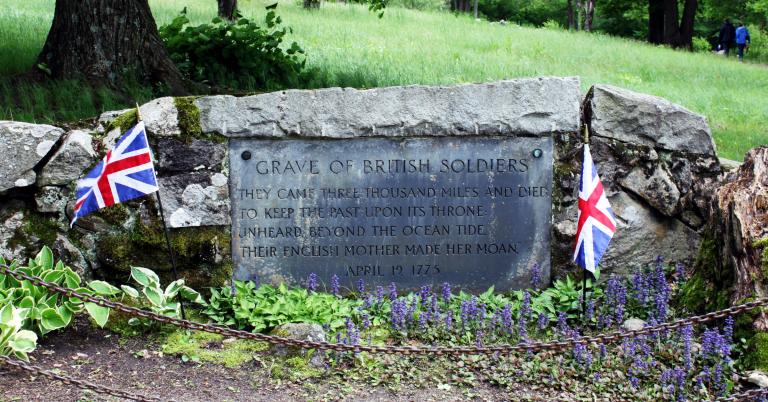 GRAVE OF BRITISH SOLDIERS
THEY CAME THREE THOUSAND MILES AND DIED,
TO KEEP THE PAST UPON ITS THRONE:
UNHEARD, BEYOND THE OCEAN TIDE,
THEIR ENGLISH MOTHER MADE HER MOAN.
APRIL 19, 1775